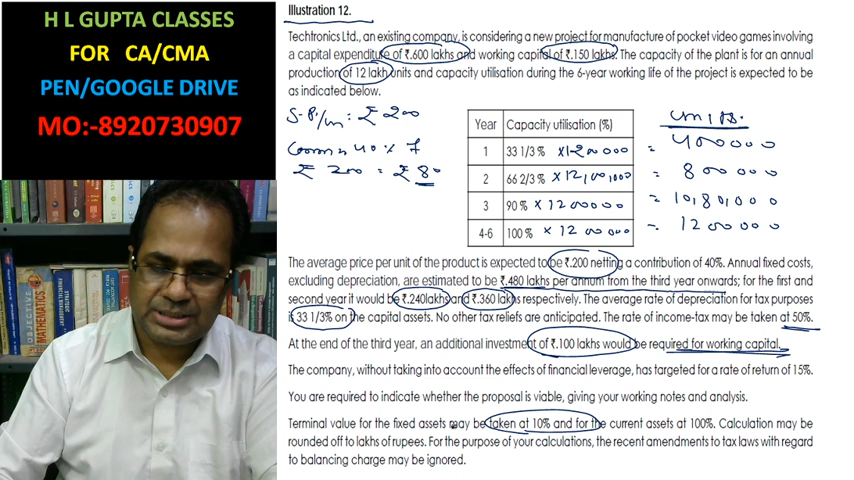 H L GUPTA CLASSES
FOR CA/CMA
PEN/GOOGLE DRIVE
MO:-8920730907
Illustration 12.
Techtronics Ltd., an existing company, is considering a new project for manufacture of pocket video games involving
a capital expenditure of ₹.600 lakhs and working capital of ₹.150 lakhs. The capacity of the plant is for an annual
production of 12 lakh units and capacity utilisation during the 6-year working life of the project is expected to be
as indicated below.
S.P./un = ₹ 200
40 % of
₹ 200 = ₹ 80
Year Capacity utilisation (%) units
1 33 1/3 % × 1200000 = 400000
2 66 2/3 % × 12,00,000 = 800000
3 90% × 1200000 = 10,80,000
4-6 100% × 1200000 = 1200000
The average price per unit of the product is expected to be ₹.200 netting a contribution of 40%. Annual fixed costs,
excluding depreciation, are estimated to be ₹.480 lakhs per annum from the third year onwards; for the first and
second year it would be ₹.240lakhs and ₹.360 lakhs respectively. The average rate of depreciation for tax purposes
is 33 1/3% on the capital assets. No other tax reliefs are anticipated. The rate of income-tax may be taken at 50%.
At the end of the third year, an additional investment of ₹.100 lakhs would be required for working capital.
The company, without taking into account the effects of financial leverage, has targeted for a rate of return of 15%.
You are required to indicate whether the proposal is viable, giving your working notes and analysis.
Terminal value for the fixed assets may be taken at 10% and for the current assets at 100%. Calculation may be
rounded off to lakhs of rupees. For the purpose of your calculations, the recent amendments to tax laws with regard
to balancing charge may be ignored.
MATHEMATICS